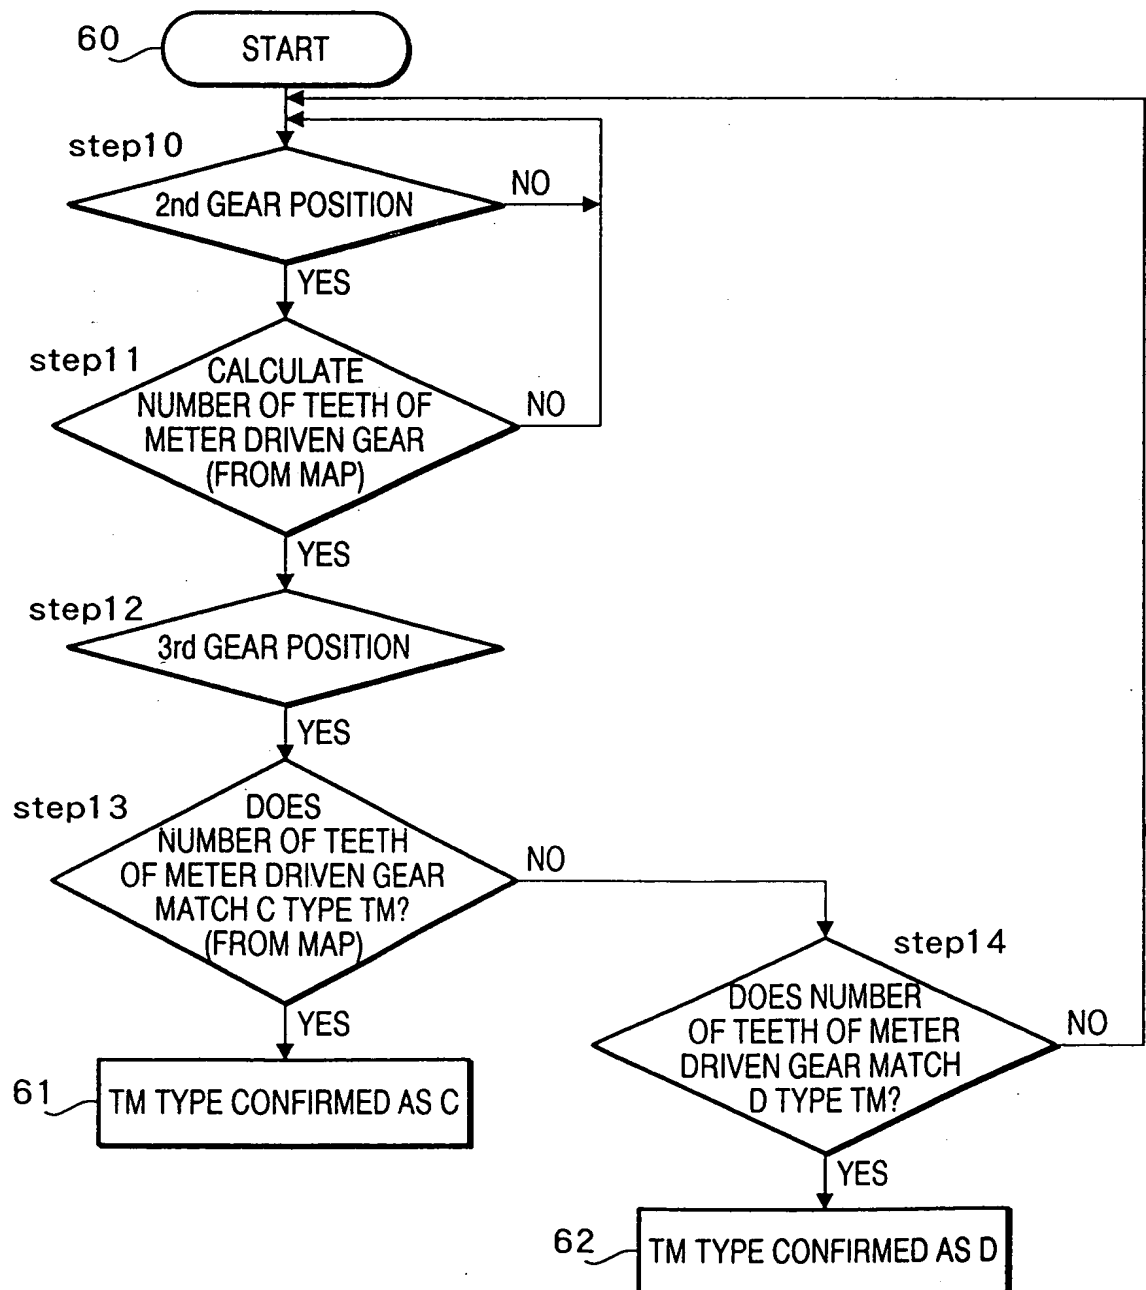 60
START
step10
2nd GEAR POSITION
NO
YES
step11
CALCULATE
NUMBER OF TEETH OF
METER DRIVEN GEAR
(FROM MAP)
NO
YES
step12
3rd GEAR POSITION
YES
step13
DOES
NUMBER OF TEETH
OF METER DRIVEN GEAR
MATCH C TYPE TM?
(FROM MAP)
NO
YES
61
TM TYPE CONFIRMED AS C
step14
DOES NUMBER
OF TEETH OF METER
DRIVEN GEAR MATCH
D TYPE TM?
NO
YES
62
TM TYPE CONFIRMED AS D